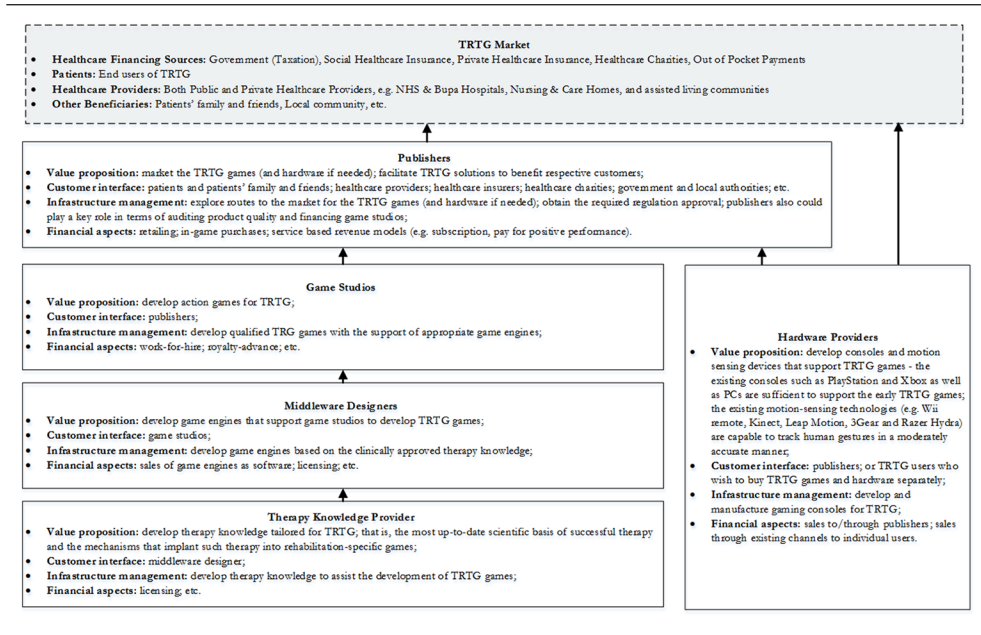 TRTG Market
• Healthcare Financing Sources: Government (Taxation), Social Healthcare Insurance, Private Healthcare Insurance, Healthcare Charities, Out of Pocket Payments
• Patients: End users of TRTG
• Healthcare Providers: Both Public and Private Healthcare Providers, e.g. NHS & Bupa Hospitals, Nursing & Care Homes, and assisted living communities
• Other Beneficiaries: Patients' family and friends, Local community, etc.
Publishers
• Value proposition: market the TRTG games (and hardware if needed); facilitate TRTG solutions to benefit respective customers;
• Customer interface: patients and patients' family and friends; healthcare providers; healthcare insurers; healthcare charities; government and local authorities; etc.
• Infrastructure management: explore routes to the market for the TRTG games (and hardware if needed); obtain the required regulation approval; publishers also could
play a key role in terms of auditing product quality and financing game studios;
• Financial aspects: retailing; in-game purchases; service based revenue models (e.g. subscription, pay for positive performance).
Game Studios
• Value proposition: develop action games for TRTG;
• Customer interface: publishers;
• Infrastructure management: develop qualified TRG games with the support of appropriate game engines;
• Financial aspects: work-for-hire; royalty-advance; etc.
Middleware Designers
• Value proposition: develop game engines that support game studios to develop TRTG games;
• Customer interface: game studios;
• Infrastructure management: develop game engines based on the clinically approved therapy knowledge;
• Financial aspects: sales of game engines as software; licensing; etc.
Therapy Knowledge Provider
• Value proposition: develop therapy knowledge tailored for TRTG; that is, the most up-to-date scientific basis of successful therapy
and the mechanisms that implant such therapy into rehabilitation-specific games;
• Customer interface: middleware designer;
• Infrastructure management: develop therapy knowledge to assist the development of TRTG games;
• Financial aspects: licensing; etc.
Hardware Providers
• Value proposition: develop consoles and motion
sensing devices that support TRTG games - the
existing consoles such as PlayStation and Xbox as well
as PCs are sufficient to support the early TRTG games;
the existing motion-sensing technologies (e.g. Wii
remote, Kinect, Leap Motion, 3Gear and Razer Hydra)
are capable to track human gestures in a moderately
accurate manner;
• Customer interface: publishers; or TRTG users who
wish to buy TRTG games and hardware separately;
• Infrastructure management: develop and
manufacture gaming consoles for TRTG;
• Financial aspects: sales to/through publishers; sales
through existing channels to individual users.